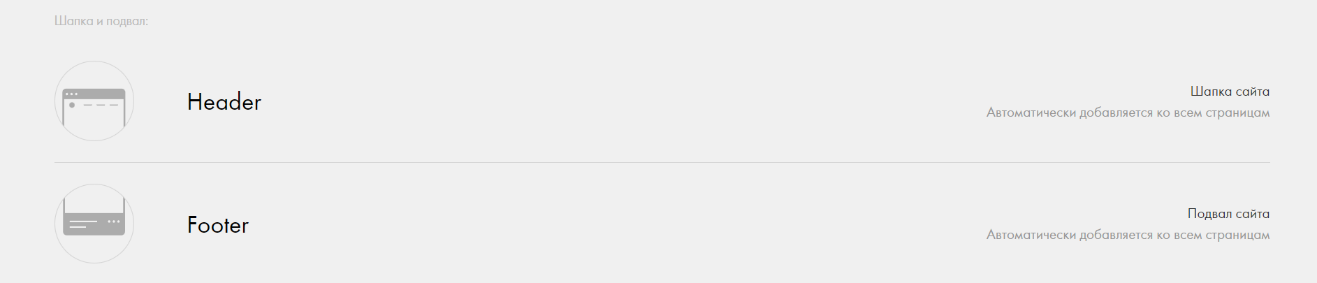 Шапка и подвал:
Header
Шапка сайта
Автоматически добавляется ко всем страницам
Footer
Подвал сайта
Автоматически добавляется ко всем страницам